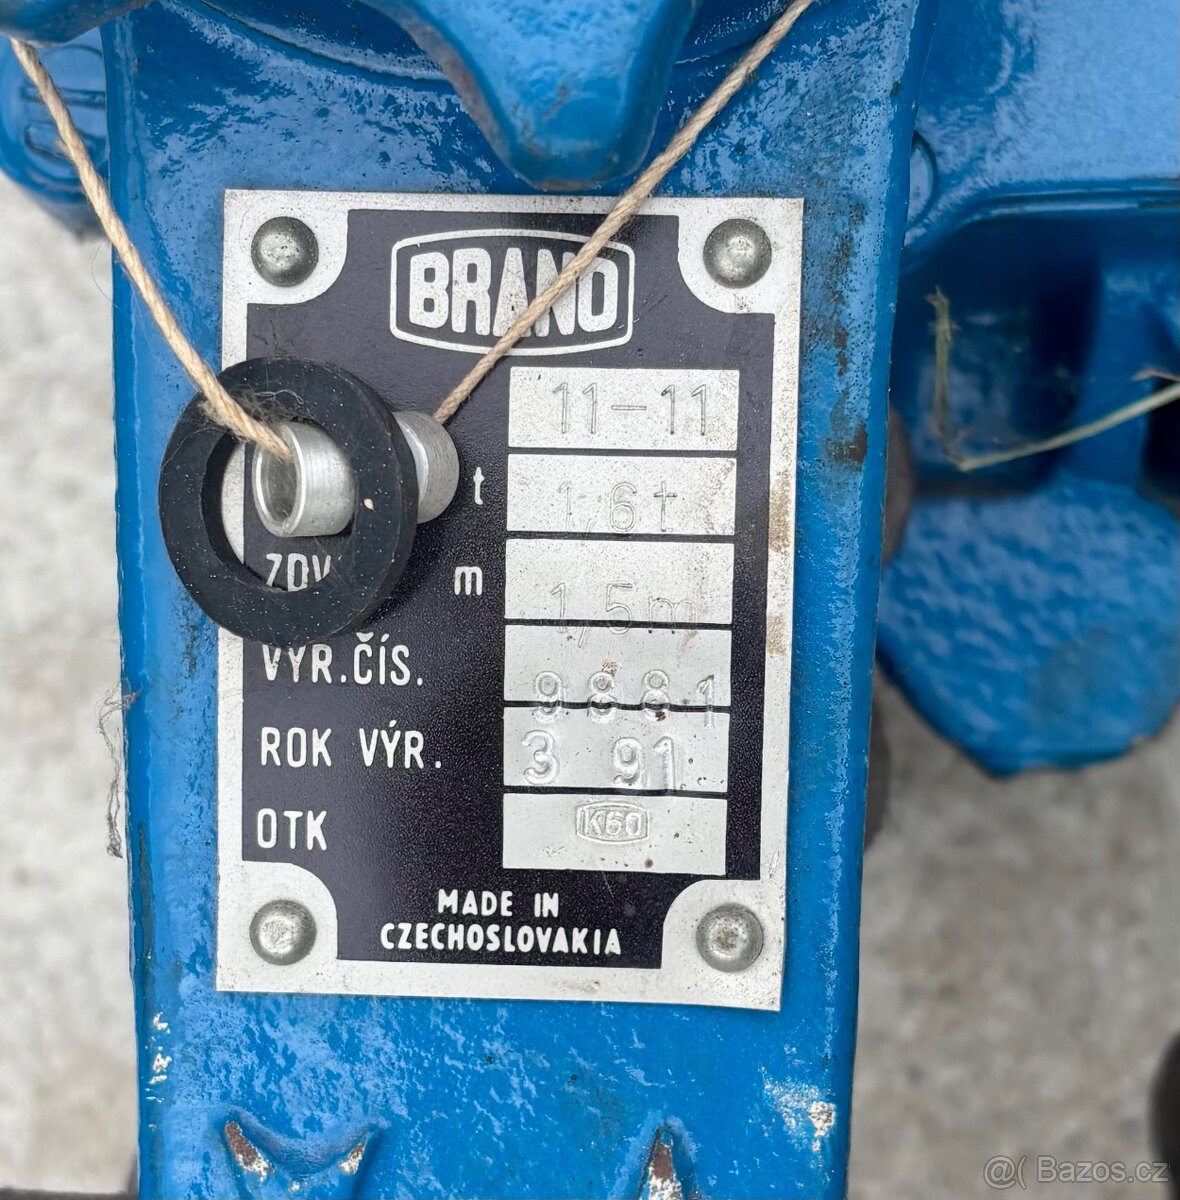 BRANO
11-11
t 1,6t
ZDV m 1,5m
VÝR.ČÍS. 9881
ROK VÝR. 3 91
OTK K60
MADE IN
CZECHOSLOVAKIA
@( Bazos.cz